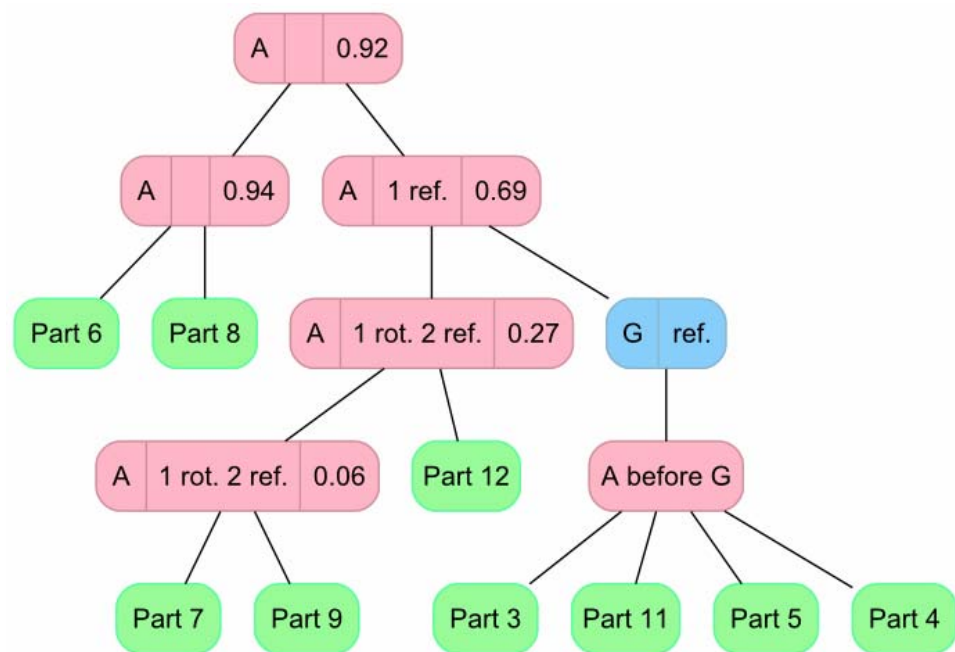 A 0.92
A 0.94
A 1 ref. 0.69
Part 6
Part 8
A 1 rot. 2 ref. 0.27
G ref.
A 1 rot. 2 ref. 0.06
Part 12
A before G
Part 7
Part 9
Part 3
Part 11
Part 5
Part 4